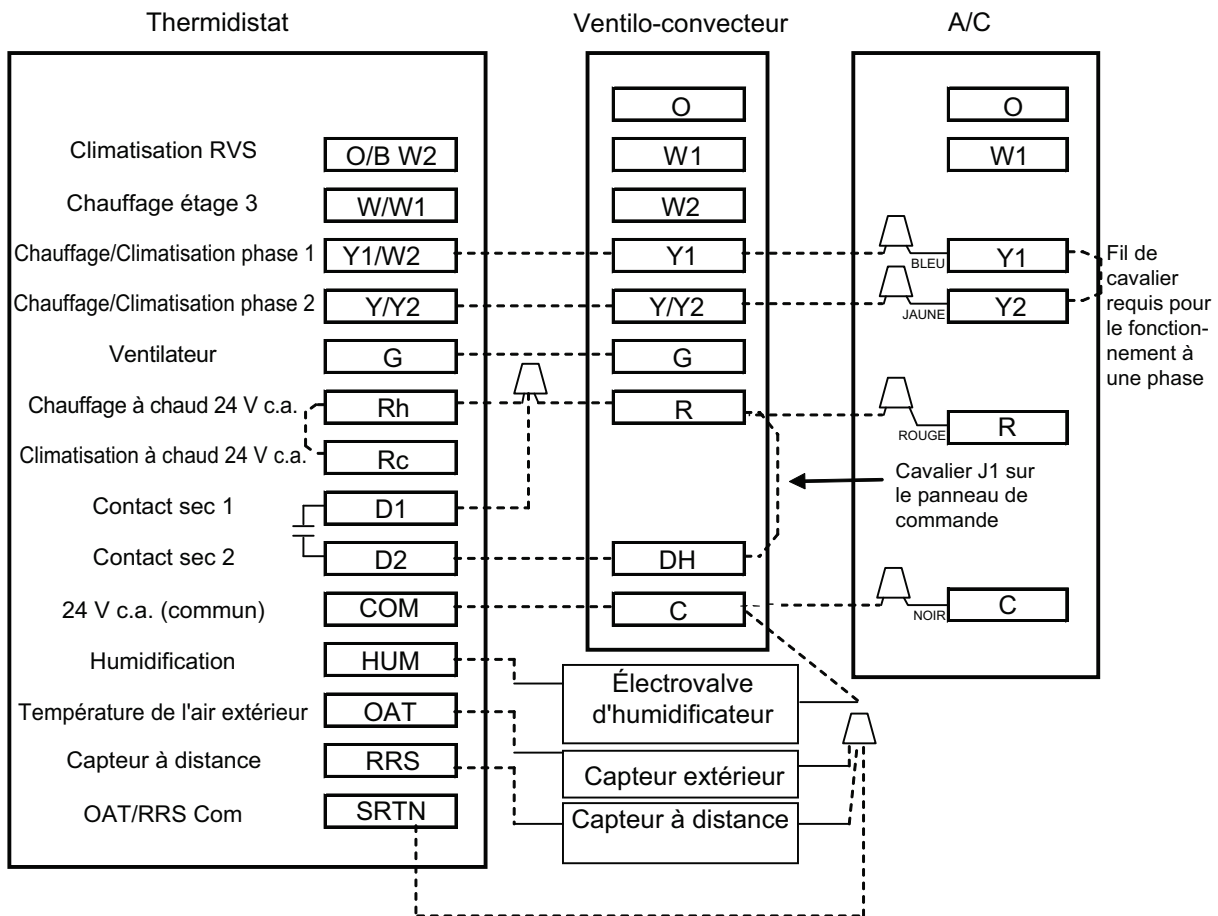 Thermidistat Ventilo-convecteur A/C
O O
Climatisation RVS O/B W2 W1 W1
Chauffage étage 3 W/W1 W2
Chauffage/Climatisation phase 1 Y1/W2 Y1 BLEU Y1
Chauffage/Climatisation phase 2 Y/Y2 Y/Y2 JAUNE Y2
Fil de
cavalier
requis pour
le fonction-
nement à
une phase
Ventilateur G G
Chauffage à chaud 24 V c.a. Rh R ROUGE R
Climatisation à chaud 24 V c.a. Rc
Cavalier J1 sur
le panneau de
commande
Contact sec 1 D1
Contact sec 2 D2 DH
24 V c.a. (commun) COM C NOIR C
Humidification HUM
Électrovalve
d'humidificateur
Température de l'air extérieur OAT
Capteur extérieur
Capteur à distance RRS
Capteur à distance
OAT/RRS Com SRTN